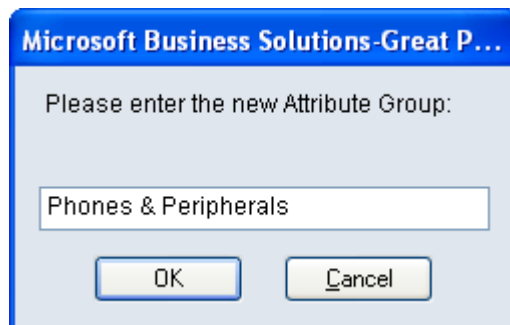 Microsoft Business Solutions-Great P...
Please enter the new Attribute Group:
Phones & Peripherals
OK Cancel